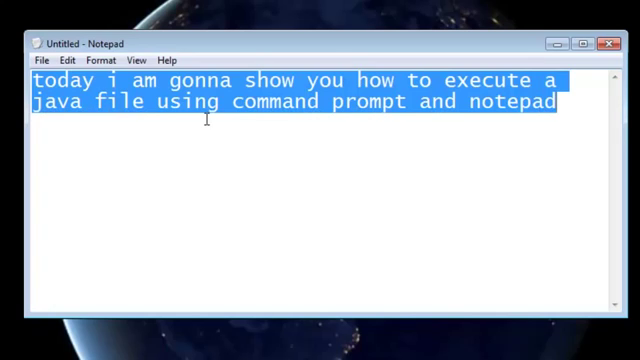 Untitled - Notepad
File Edit Format View Help
today i am gonna show you how to execute a
java file using command prompt and notepad